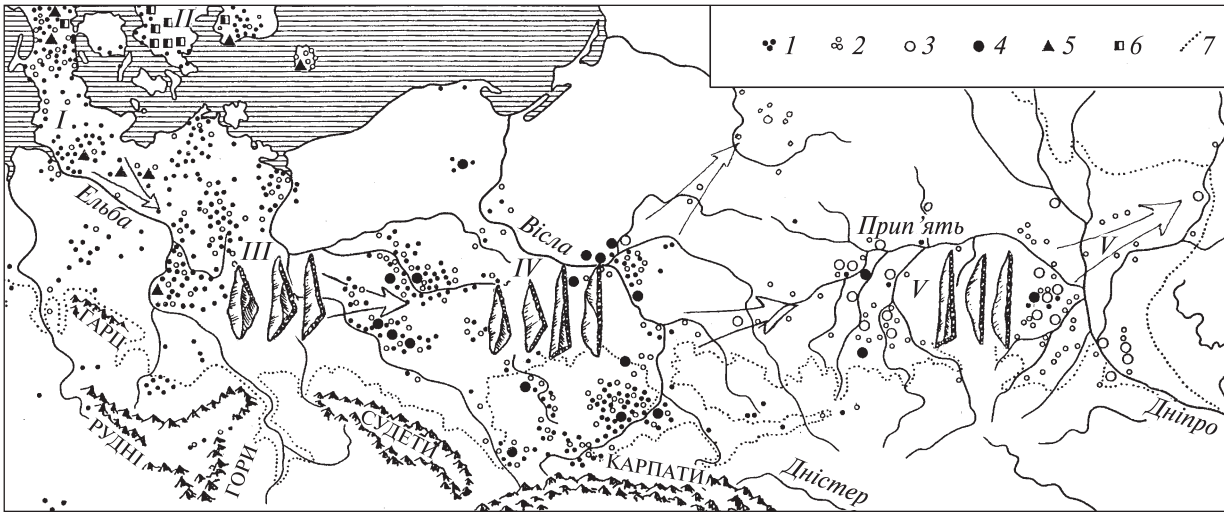 1 2 3 4 5 6 7
II
I
Ельба
III
Вісла
IV
Прип’ять
V
V
ГАРЦ
РУДНІ
ГОРИ
СУДЕТИ
КАРПАТИ
Дністер
Дніпро